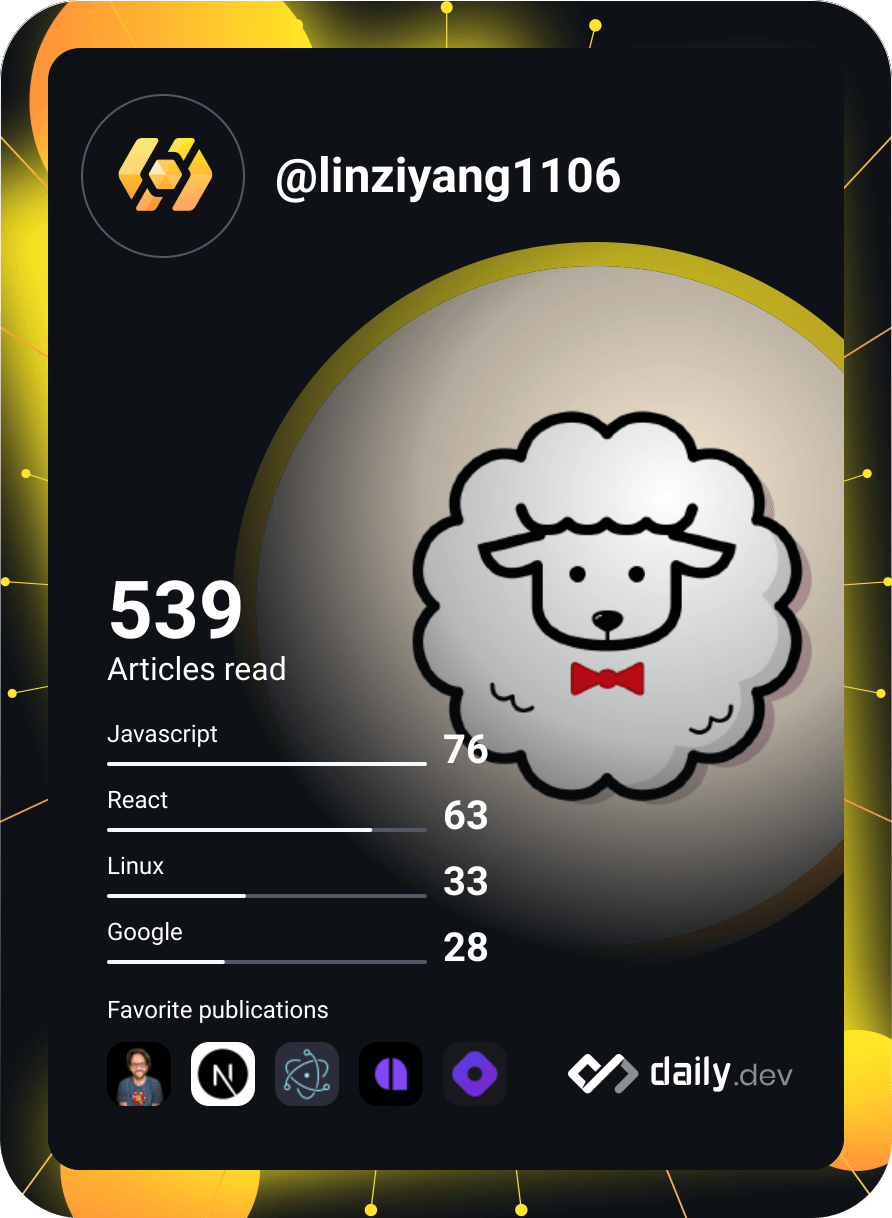 @linziyang1106
539
Articles read
Javascript
76
React
63
Linux
33
Google
28
Favorite publications
N
daily.dev